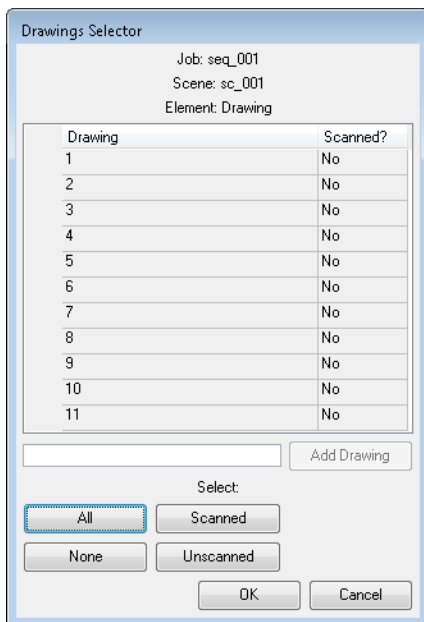 Drawings Selector
Job: seq_001
Scene: sc_001
Element: Drawing
Drawing Scanned?
1 No
2 No
3 No
4 No
5 No
6 No
7 No
8 No
9 No
10 No
11 No
Add Drawing
Select:
All Scanned
None Unscanned
OK Cancel